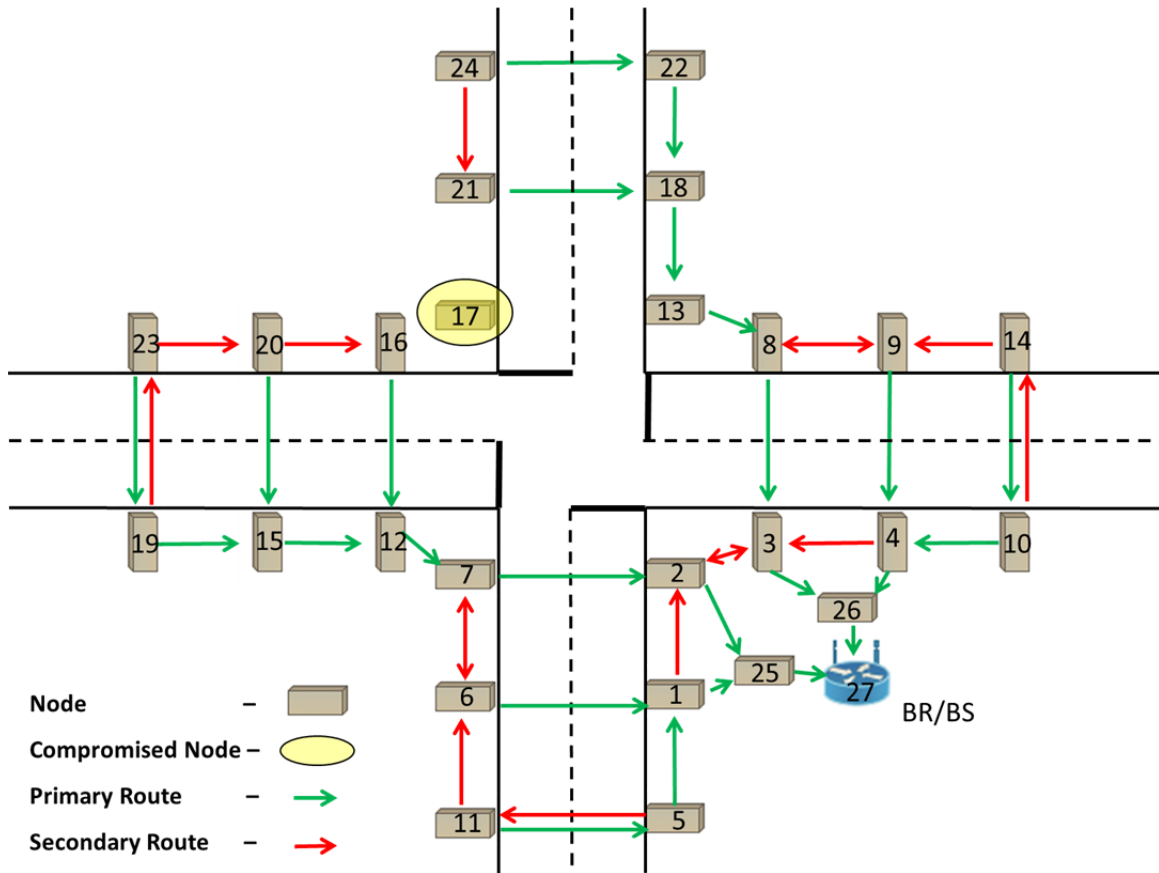 24 22
21 18
17 13
23 20 16 8 9 14
19 15 12 3 4 10
7 2
26
25
6 1 27
BR/BS
11 5
Node –
Compromised Node –
Primary Route –
Secondary Route –